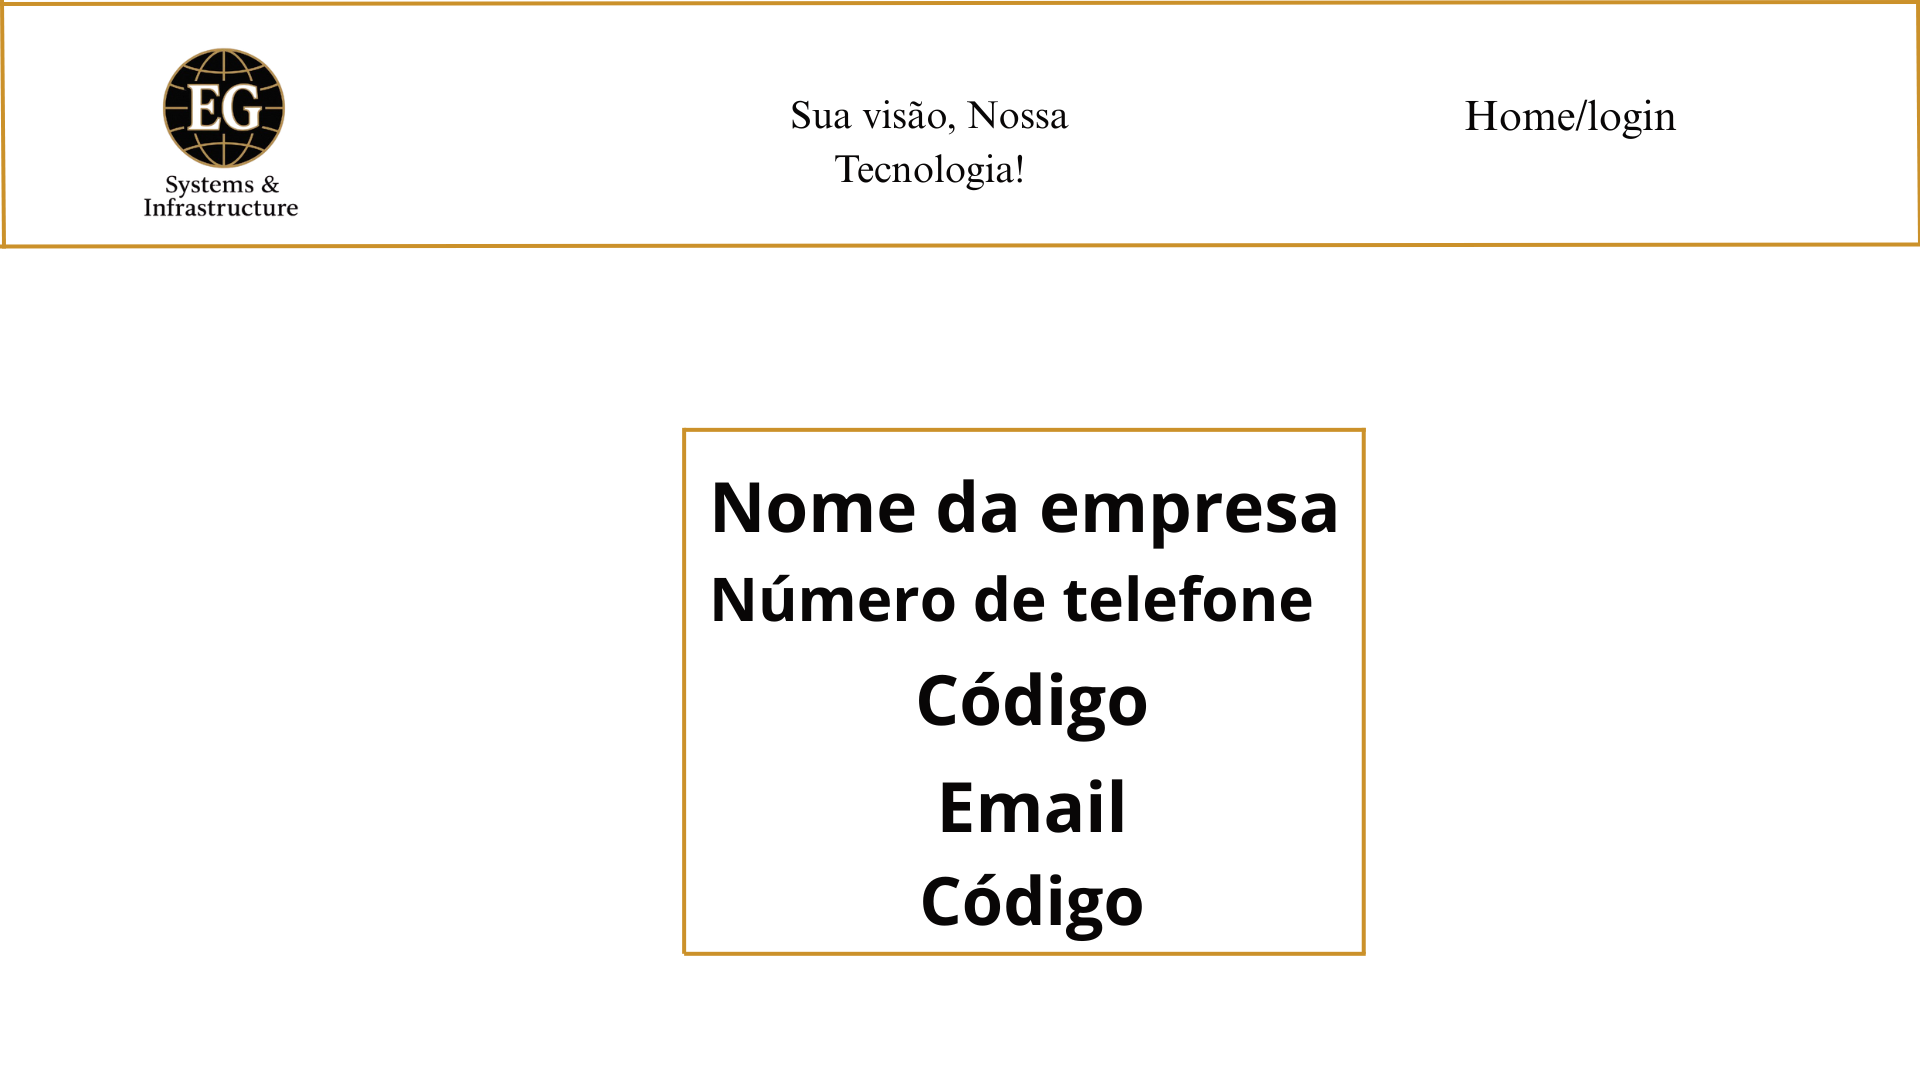 EG
Systems &
Infrastructure
Sua visão, Nossa
Tecnologia!
Home/login
Nome da empresa
Número de telefone
Código
Email
Código